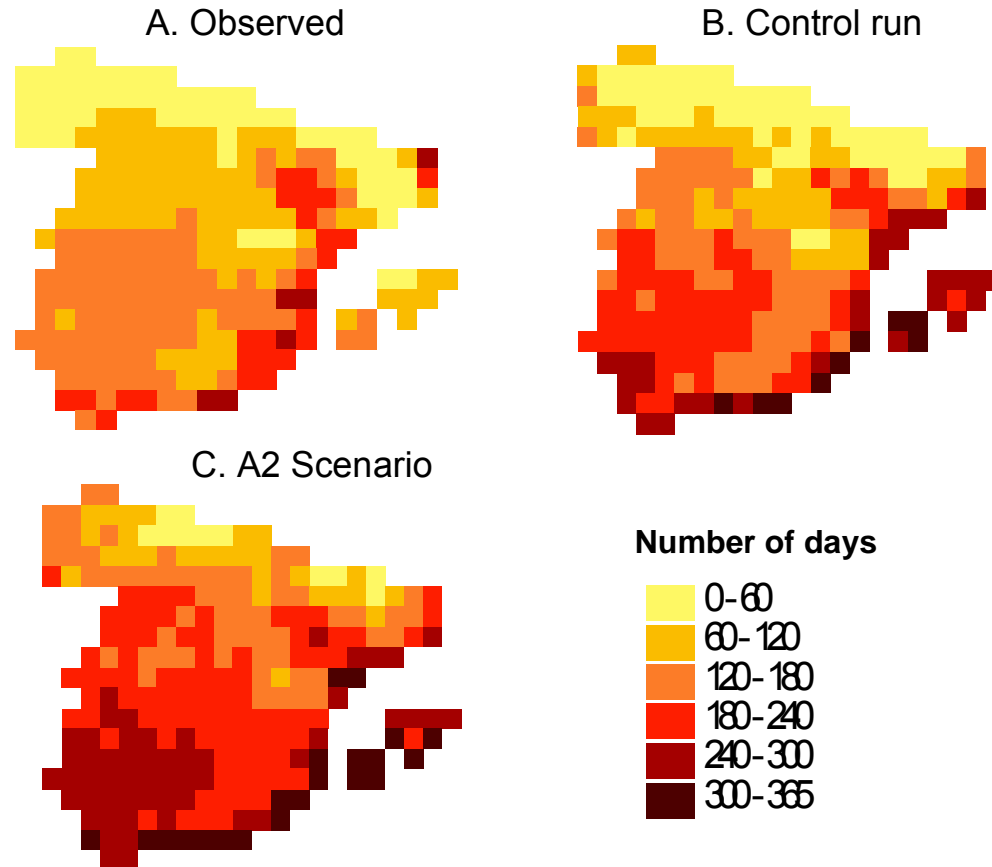 A. Observed
B. Control run
C. A2 Scenario
Number of days
0-60
60-120
120-180
180-240
240-300
300-365